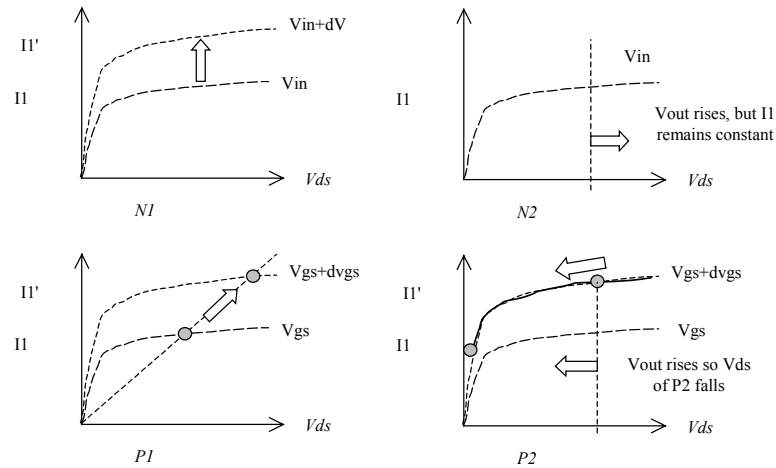 I1'
Vin+dV
I1
Vin
Vds
N1
Vin
I1
Vout rises, but I1
remains constant
Vds
N2
I1'
Vgs+dvgs
I1
Vgs
Vds
P1
I1'
Vgs+dvgs
I1
Vgs
Vout rises so Vds
of P2 falls
Vds
P2